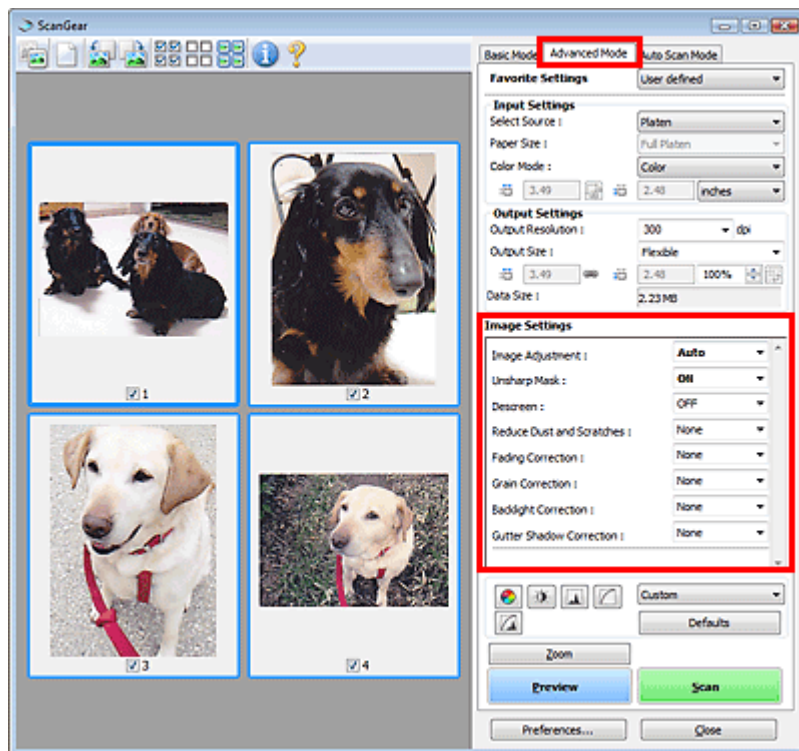 ScanGear
Basic Mode Advanced Mode Auto Scan Mode
Favorite Settings User defined
Input Settings
Select Source : Platen
Paper Size : Full Platen
Color Mode : Color
3.49 2.48 inches
Output Settings
Output Resolution : 300 dpi
Output Size : Flexible
3.49 2.48 100%
Data Size : 2.23 MB
Image Settings
Image Adjustment : Auto
Unsharp Mask : ON
Descreen : OFF
Reduce Dust and Scratches : None
Fading Correction : None
Grain Correction : None
Backlight Correction : None
Gutter Shadow Correction : None
Custom
Defaults
Zoom
Preview Scan
Preferences... Close
1 2
3 4